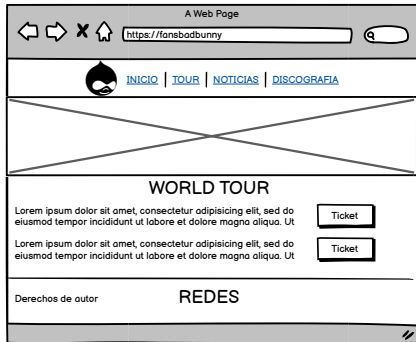 A Web Page
https://fansbadbunny
INICIO | TOUR | NOTICIAS | DISCOGRAFIA
WORLD TOUR
Lorem ipsum dolor sit amet, consectetur adipisicing elit, sed do
eiusmod tempor incididunt ut labore et dolore magna aliqua. Ut
Ticket
Lorem ipsum dolor sit amet, consectetur adipisicing elit, sed do
eiusmod tempor incididunt ut labore et dolore magna aliqua. Ut
Ticket
Derechos de autor
REDES